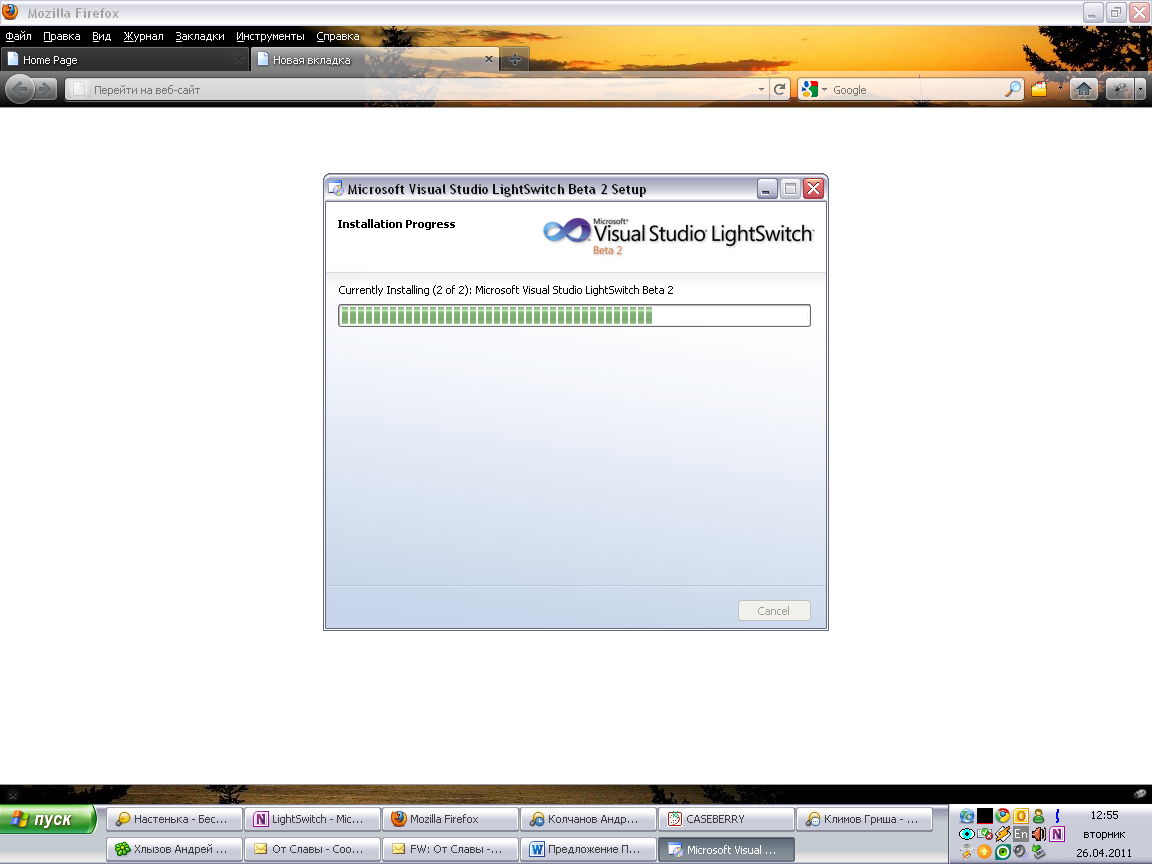 Mozilla Firefox
Файл Правка Вид Журнал Закладки Инструменты Справка
Home Page
Новая вкладка
Перейти на веб-сайт
Google
Microsoft Visual Studio LightSwitch Beta 2 Setup
Installation Progress
Microsoft®
Visual Studio® LightSwitch™
Beta 2
Currently Installing (2 of 2): Microsoft Visual Studio LightSwitch Beta 2
Cancel
пуск
Настенька - Бес...
LightSwitch - Mic...
Mozilla Firefox
Колчанов Андр...
CASEBERRY
Климов Гриша - ...
Хлызов Андрей ...
От Славы - Соо...
FW: От Славы -...
Предложение П...
Microsoft Visual ...
En
12:55
вторник
26.04.2011